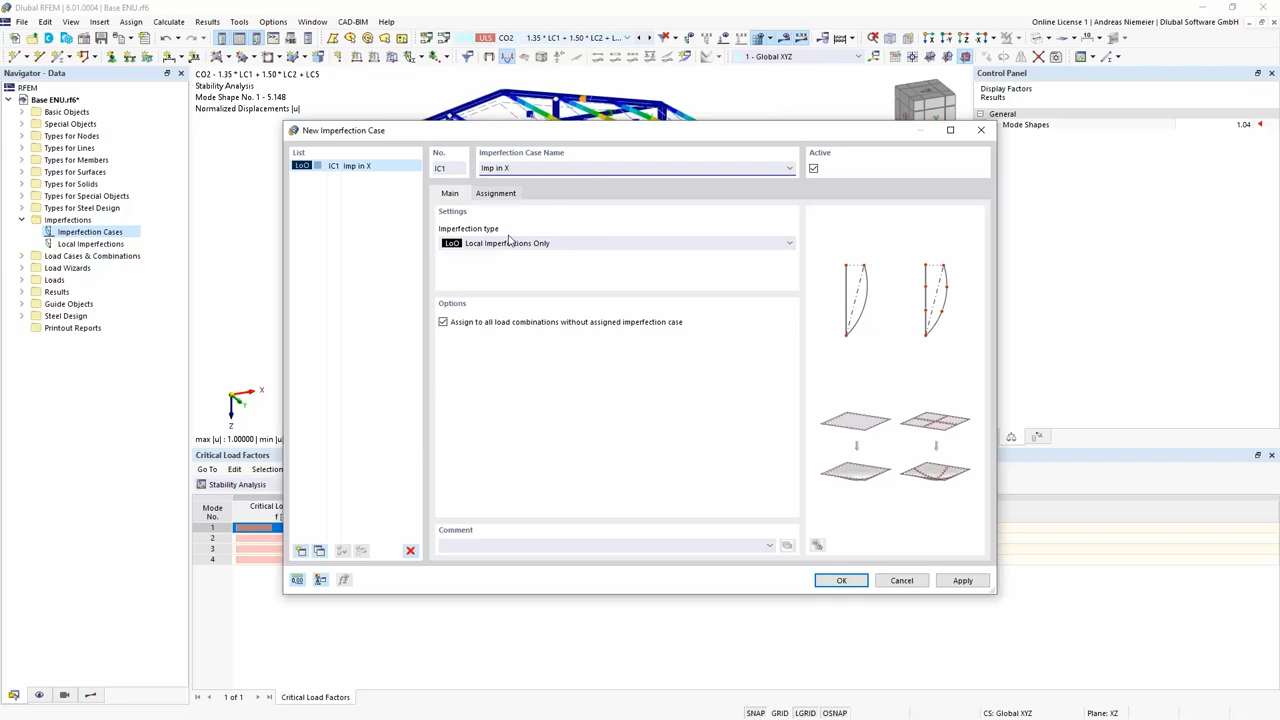 Dlubal RFEM | 6.01.0004 | Base ENU.rf6
File Edit View Insert Assign Calculate Results Tools Options Window CAD-BIM Help
Online License 1 | Andreas Niemeier | Dlubal Software GmbH
ULS CO2 1.35 * LC1 + 1.50 * LC2 + L...
1 - Global XYZ
Navigator - Data
RFEM
Base ENU.rf6*
Basic Objects
Special Objects
Types for Nodes
Types for Lines
Types for Members
Types for Surfaces
Types for Solids
Types for Special Objects
Types for Steel Design
Imperfections
Imperfection Cases
Local Imperfections
Load Cases & Combinations
Load Wizards
Loads
Results
Guide Objects
Steel Design
Printout Reports
CO2 - 1.35 * LC1 + 1.50 * LC2 + LC5
Stability Analysis
Mode Shape No. 1 - 5.148
Normalized Displacements |u|
X
Y
Z
max |u| : 1.00000 | min |u
Control Panel
Display Factors
Results
General
Mode Shapes 1.04
New Imperfection Case
List
LoO IC1 Imp in X
No.
IC1
Imperfection Case Name
Imp in X
Active
Main Assignment
Settings
Imperfection type
LoO Local Imperfections Only
Options
Assign to all load combinations without assigned imperfection case
Comment
OK Cancel Apply
Critical Load Factors
Go To Edit Selection
Stability Analysis
Mode Critical Lo
No. f [
1
2
3
4
1 of 1 Critical Load Factors
SNAP GRID LGRID OSNAP CS: Global XYZ Plane: XZ